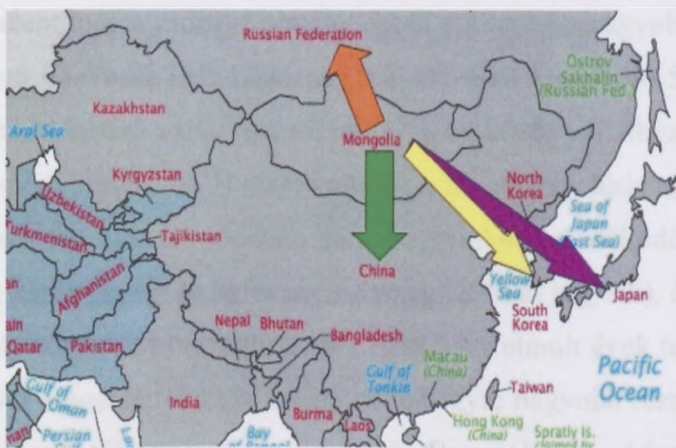 Russian Federation
Ostrov
Sakhalin
(Russian Fed.)
Kazakhstan
Aral Sea
Mongolia
Kyrgyzstan
North
Korea
Uzbekistan
Sea of
Japan
East Sea)
Turkmenistan
Tajikistan
China
Afghanistan
Yellow
Sea
Japan
South
Korea
Nepal
Bhutan
Bangladesh
Qatar
Pakistan
Macau
(China)
Pacific
Ocean
Gulf of
Tonkin
Gulf of
Oman
Taiwan
India
Burma
Laos
Hong Kong
(China)
Spratly Is.
Persian
Bay